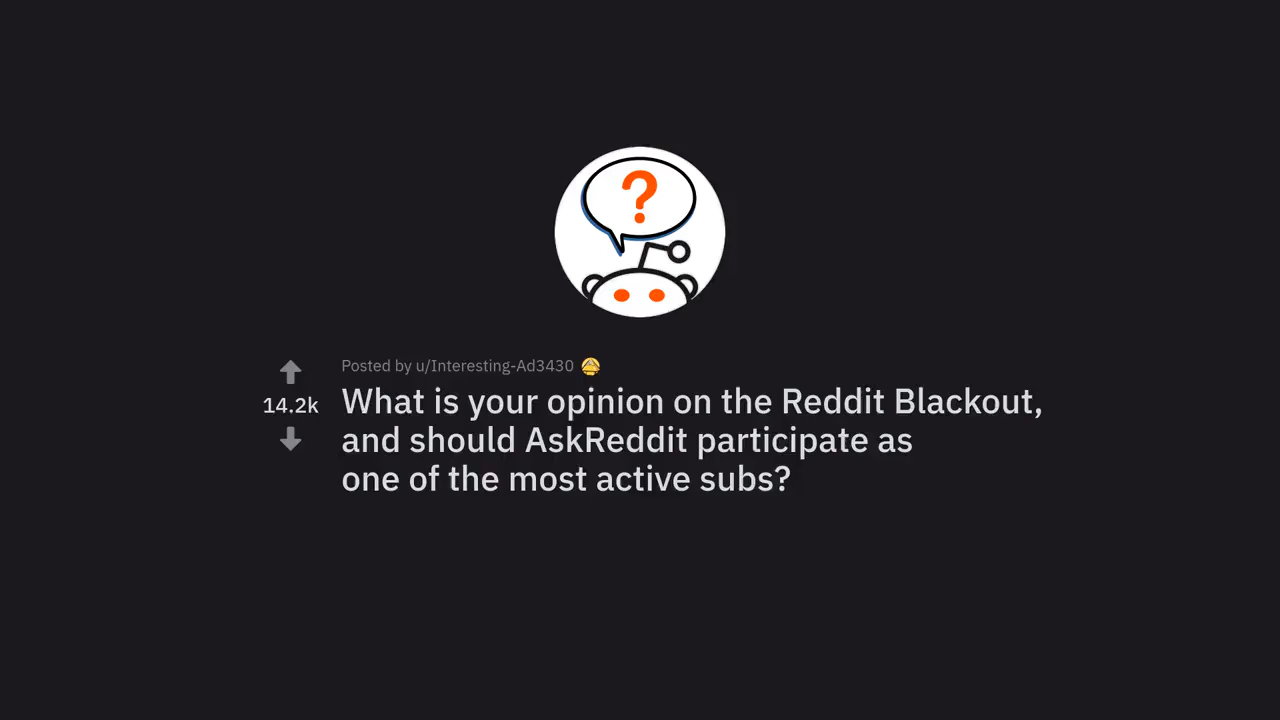 ?
Posted by u/Interesting-Ad3430
14.2k
What is your opinion on the Reddit Blackout,
and should AskReddit participate as
one of the most active subs?